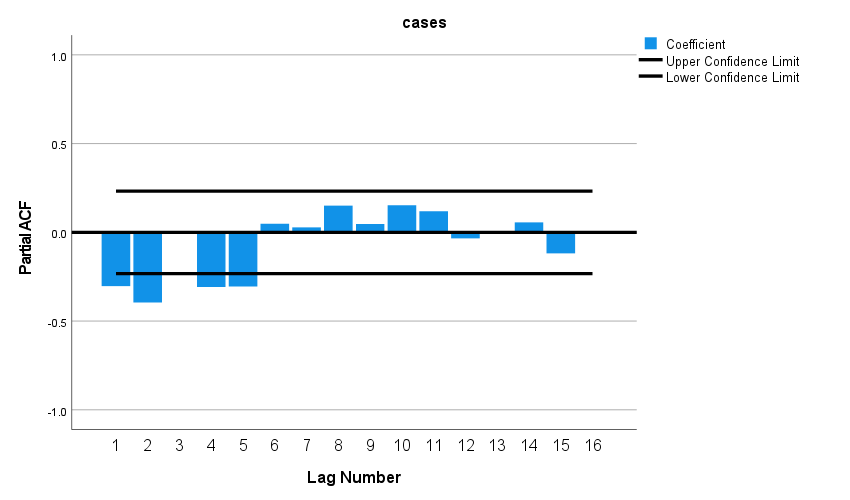 cases
Coefficient
Upper Confidence Limit
Lower Confidence Limit
Partial ACF
1.0
0.5
0.0
-0.5
-1.0
1 2 3 4 5 6 7 8 9 10 11 12 13 14 15 16
Lag Number